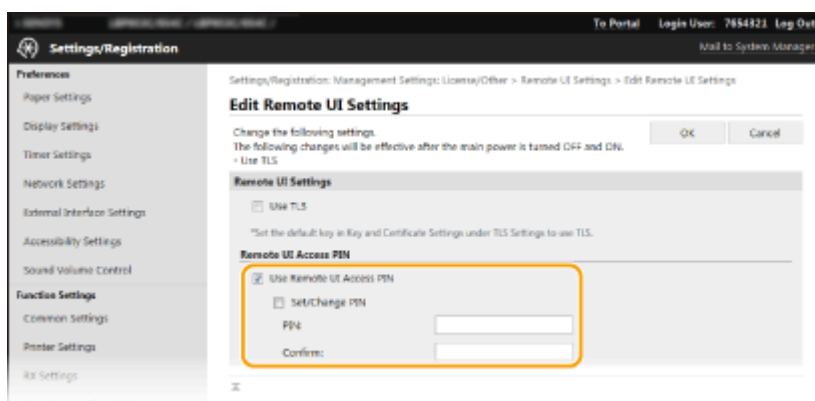 To Portal Login User: 7654321 Log Out
Settings/Registration
Mail to System Manager
Preferences
Paper Settings
Display Settings
Timer Settings
Network Settings
External Interface Settings
Accessibility Settings
Sound Volume Control
Function Settings
Common Settings
Printer Settings
RX Settings
Settings/Registration: Management Settings: License/Other > Remote UI Settings > Edit Remote UI Settings
Edit Remote UI Settings
Change the following settings.
The following changes will be effective after the main power is turned OFF and ON.
- Use TLS
OK Cancel
Remote UI Settings
Use TLS
*Set the default key in Key and Certificate Settings under TLS Settings to use TLS.
Remote UI Access PIN
Use Remote UI Access PIN
Set/Change PIN
PIN:
Confirm: